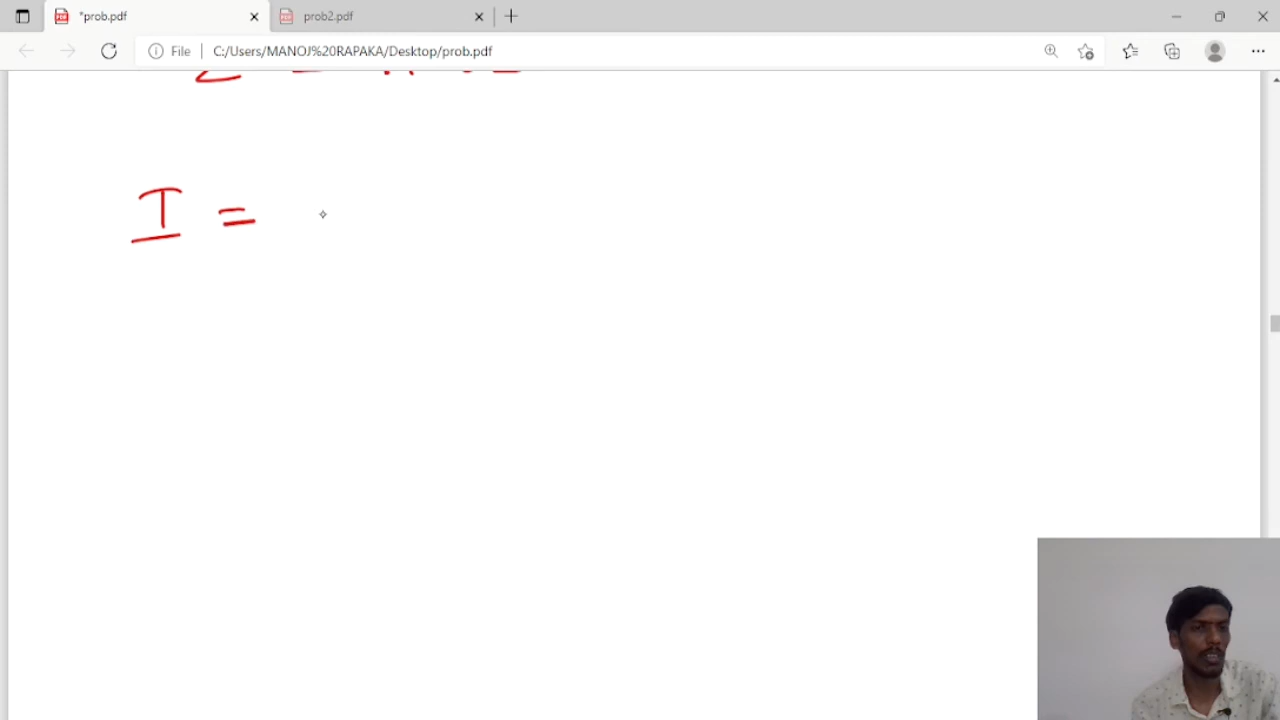 *prob.pdf
prob2.pdf
File
C:/Users/MANOJ%20RAPAKA/Desktop/prob.pdf
I =